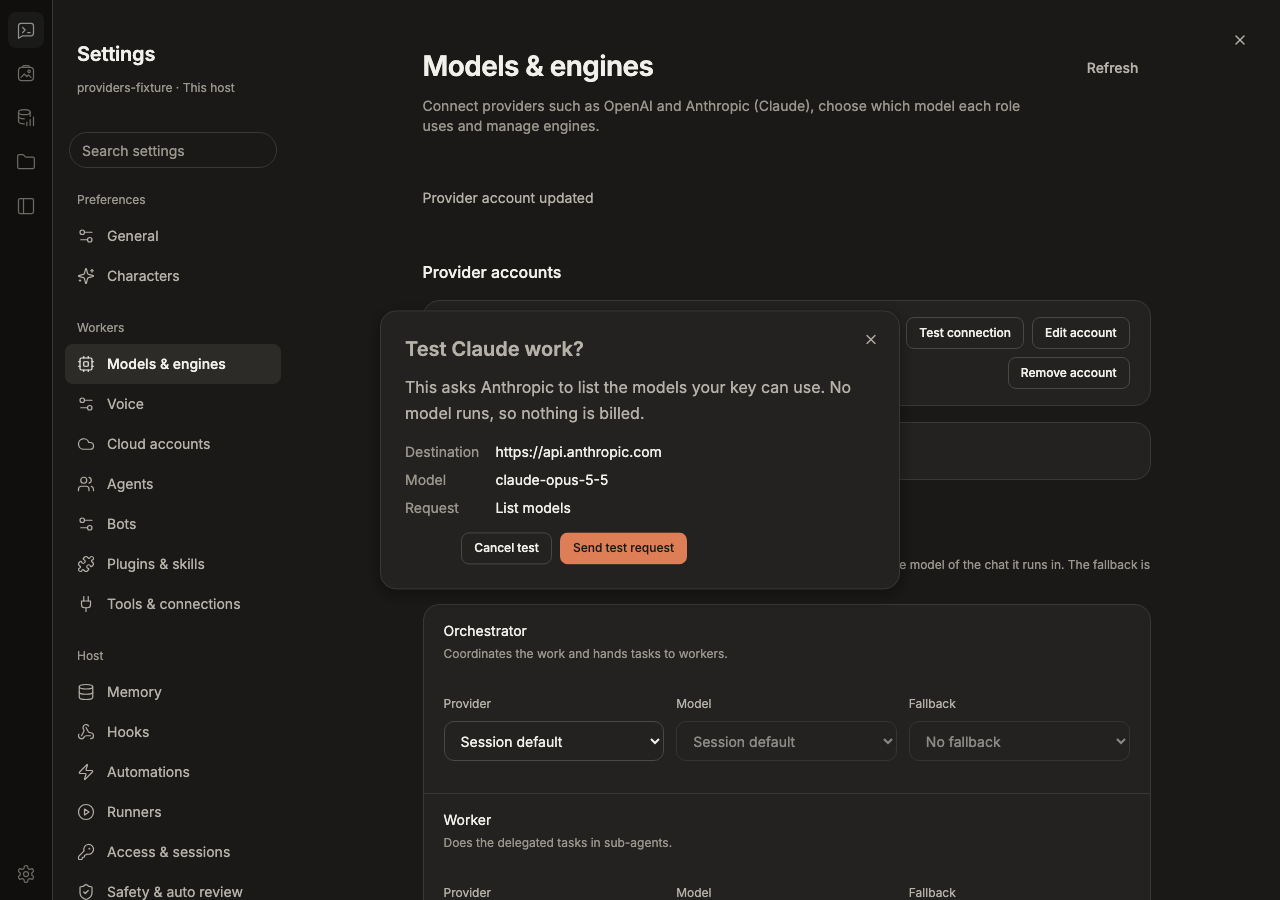 Settings
providers-fixture · This host
Search settings
Preferences
General
Characters
Workers
Models & engines
Voice
Cloud accounts
Agents
Bots
Plugins & skills
Tools & connections
Host
Memory
Hooks
Automations
Runners
Access & sessions
Safety & auto review
Models & engines
Refresh
Connect providers such as OpenAI and Anthropic (Claude), choose which model each role
uses and manage engines.
Provider account updated
Provider accounts
Test connection
Edit account
Remove account
Test Claude work?
This asks Anthropic to list the models your key can use. No
model runs, so nothing is billed.
Destination https://api.anthropic.com
Model claude-opus-5-5
Request List models
Cancel test
Send test request
model of the chat it runs in. The fallback is
Orchestrator
Coordinates the work and hands tasks to workers.
Provider Model Fallback
Session default Session default No fallback
Worker
Does the delegated tasks in sub-agents.
Provider Model Fallback